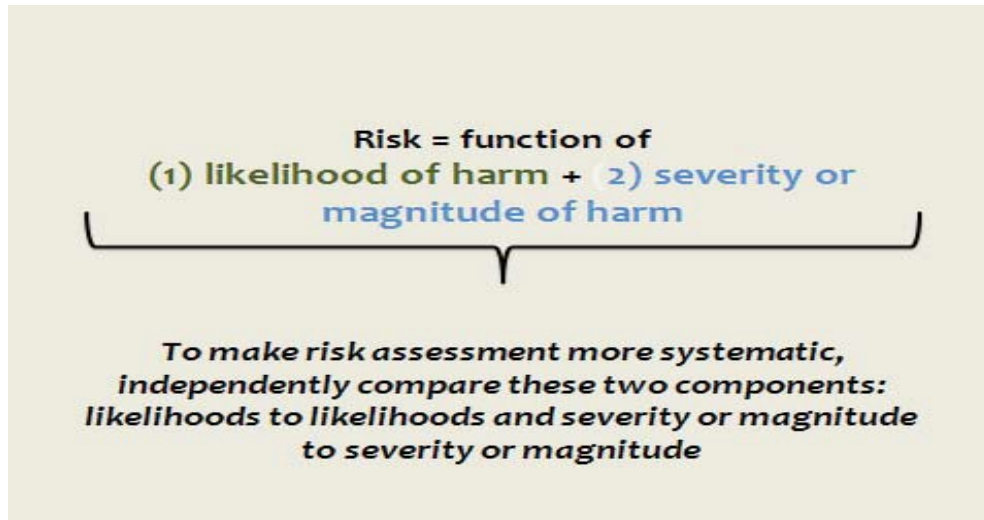 Risk = function of
(1) likelihood of harm + (2) severity or
magnitude of harm
To make risk assessment more systematic,
independently compare these two components:
likelihoods to likelihoods and severity or magnitude
to severity or magnitude